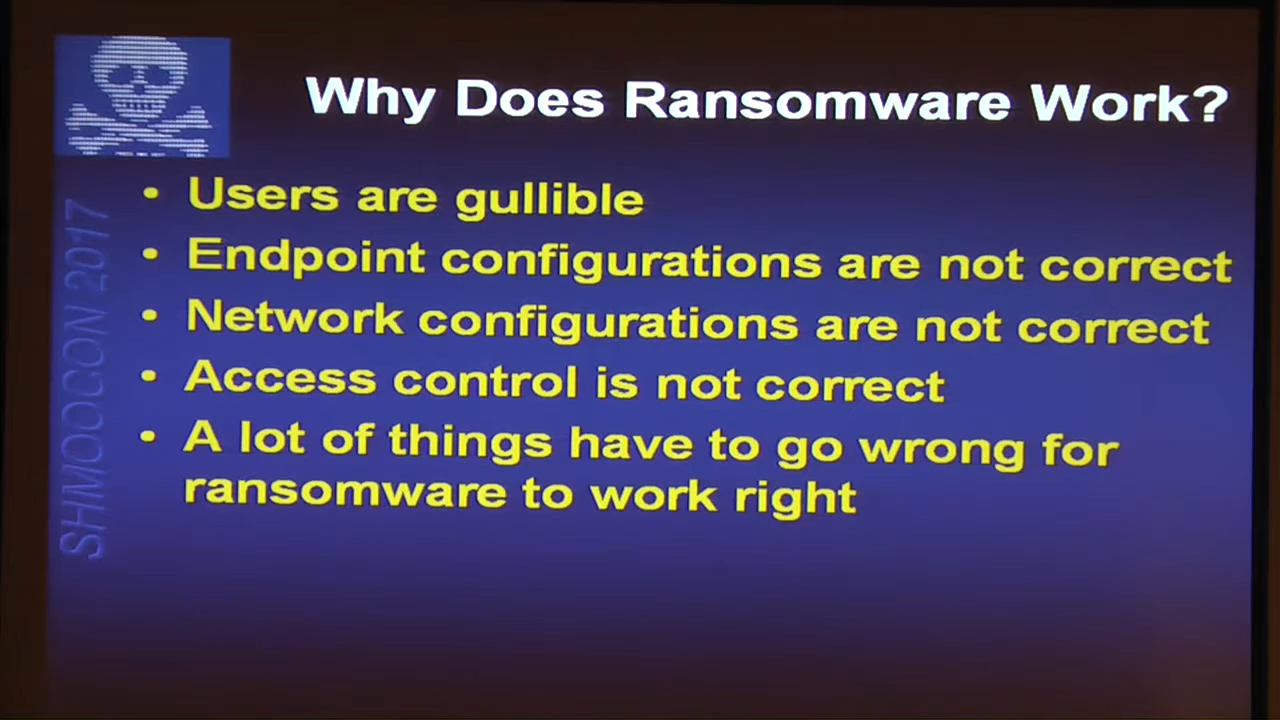 Why Does Ransomware Work?
• Users are gullible
• Endpoint configurations are not correct
• Network configurations are not correct
• Access control is not correct
• A lot of things have to go wrong for
ransomware to work right
SHMOOCON 2017